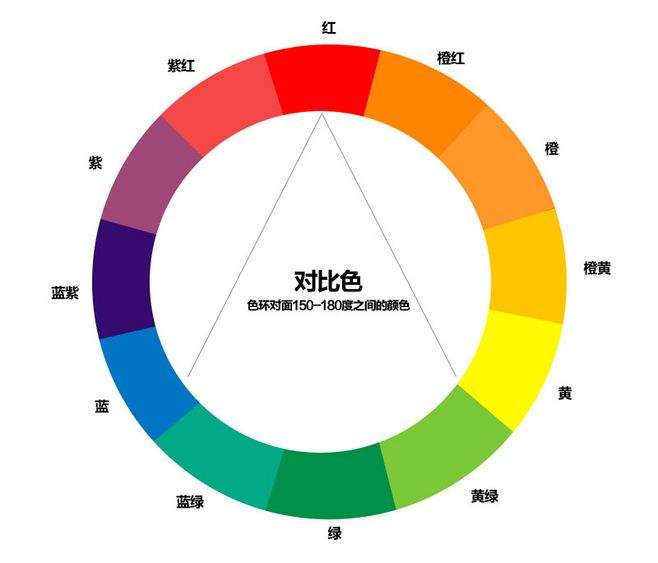 红
紫红
橙红
紫
橙
对比色
色环对面150-180度之间的颜色
蓝紫
橙黄
蓝
黄
蓝绿
黄绿
绿